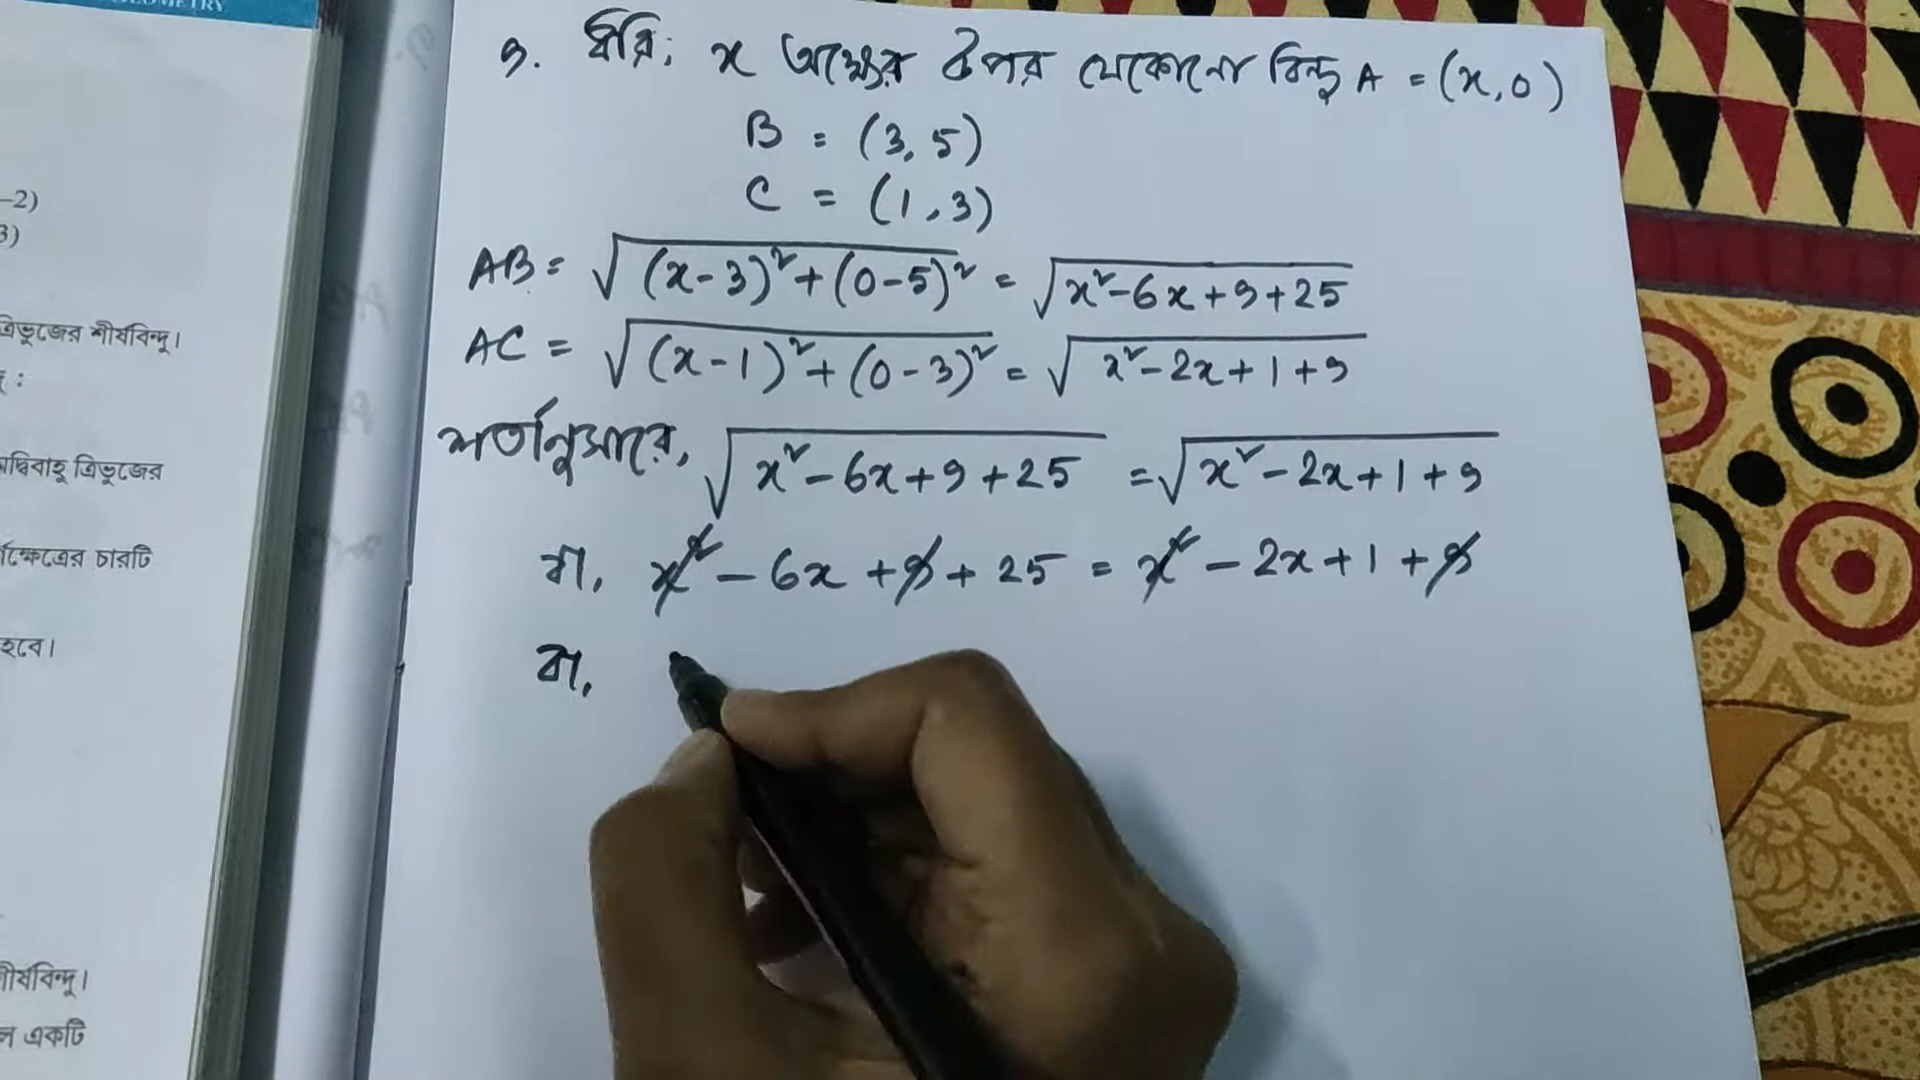 –2)
3)
ত্রিভুজের শীর্ষবিন্দু।
:
দ্বিবাহু ত্রিভুজের
চারটি
হবে।
শীর্ষবিন্দু।
একটি
9. ধরি; x অক্ষের উপর যেকোনো বিন্দু A = (x,0)
B = (3, 5)
C = (1, 3)
AB = √(x-3)²+(0-5)² = √x²-6x+9+25
AC = √(x-1)²+(0-3)² = √x²-2x+1+9
শর্তানুসারে, √x²-6x+9+25 = √x²-2x+1+9
বা, x²-6x+9+25 = x²-2x+1+9
বা,